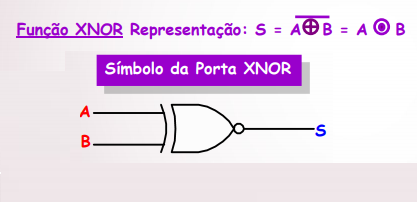 Função XNOR Representação: S = A⊕B = A ⊙ B
Símbolo da Porta XNOR
A
B
S